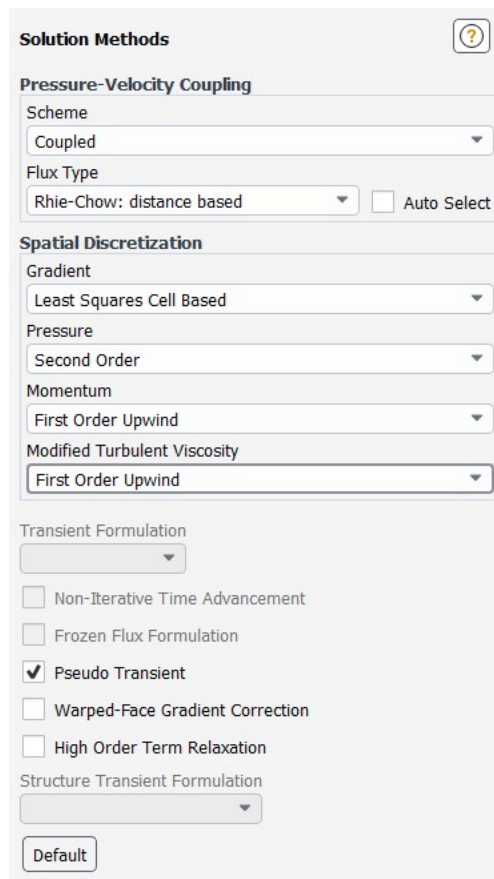 Solution Methods
?
Pressure-Velocity Coupling
Scheme
Coupled
Flux Type
Rhie-Chow: distance based Auto Select
Spatial Discretization
Gradient
Least Squares Cell Based
Pressure
Second Order
Momentum
First Order Upwind
Modified Turbulent Viscosity
First Order Upwind
Transient Formulation
Non-Iterative Time Advancement
Frozen Flux Formulation
Pseudo Transient
Warped-Face Gradient Correction
High Order Term Relaxation
Structure Transient Formulation
Default